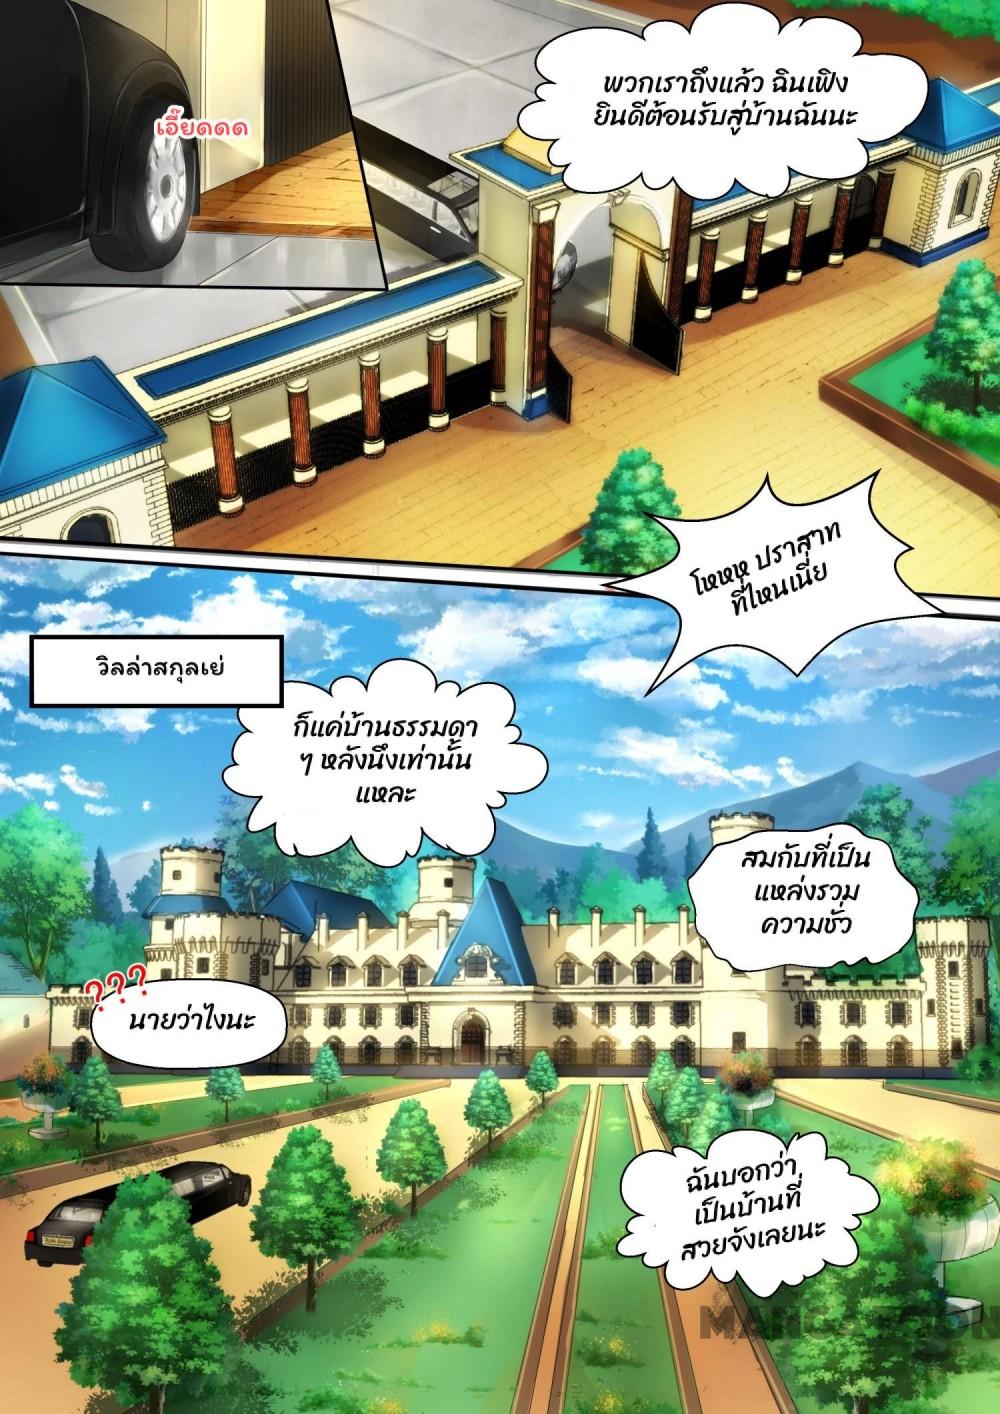 เอี๊ยดดด
พวกเราถึงแล้ว ฉินเฟิง
ยินดีต้อนรับสู่บ้านฉันนะ
โหหห ปราสาท
ที่ไหนเนี่ย
วิลล่าสกุลเย่
ก็แค่บ้านธรรมดา
ๆ หลังนึงเท่านั้น
แหละ
สมกับที่เป็น
แหล่งรวม
ความชั่ว
???
นายว่าไงนะ
ฉันบอกว่า
เป็นบ้านที่
สวยจังเลยนะ
MANGATOON